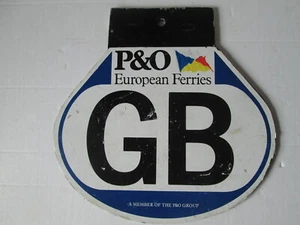 P&O
European Ferries
GB
A MEMBER OF THE P&O GROUP